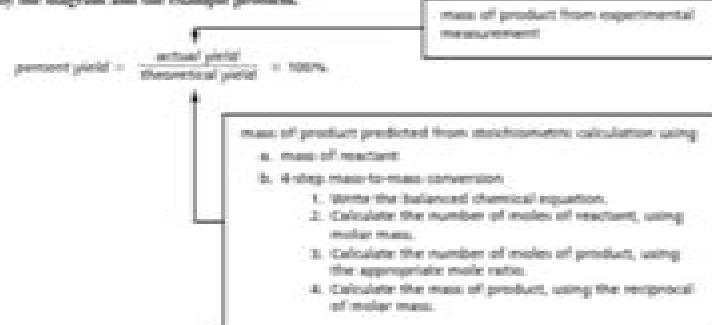 by the diagram and the example problem.
mass of product from experimental
measurement
percent yield = actual yield
theoretical yield × 100%
mass of product predicted from stoichiometric calculation using
a. mass of reactant
b. 4-step mass-to-mass conversion
1. Write the balanced chemical equation.
2. Calculate the number of moles of reactant, using
molar mass.
3. Calculate the number of moles of product, using
the appropriate mole ratio.
4. Calculate the mass of product, using the reciprocal
of molar mass.